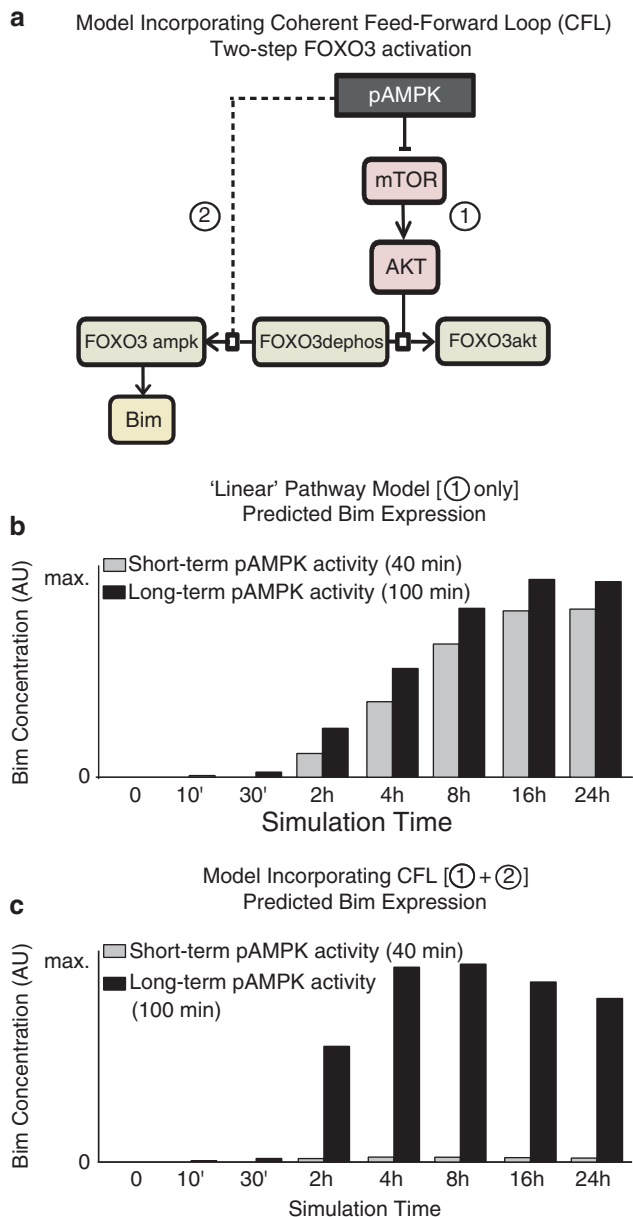 a
Model Incorporating Coherent Feed-Forward Loop (CFL)
Two-step FOXO3 activation
pAMPK
mTOR
2
1
AKT
FOXO3 ampk
FOXO3dephos
FOXO3akt
Bim
'Linear' Pathway Model [① only]
Predicted Bim Expression
b
Bim Concentration (AU)
max.
0
Short-term pAMPK activity (40 min)
Long-term pAMPK activity (100 min)
0 10' 30' 2h 4h 8h 16h 24h
Simulation Time
Model Incorporating CFL [① + ②]
Predicted Bim Expression
c
Bim Concentration (AU)
max.
0
Short-term pAMPK activity (40 min)
Long-term pAMPK activity
(100 min)
0 10' 30' 2h 4h 8h 16h 24h
Simulation Time